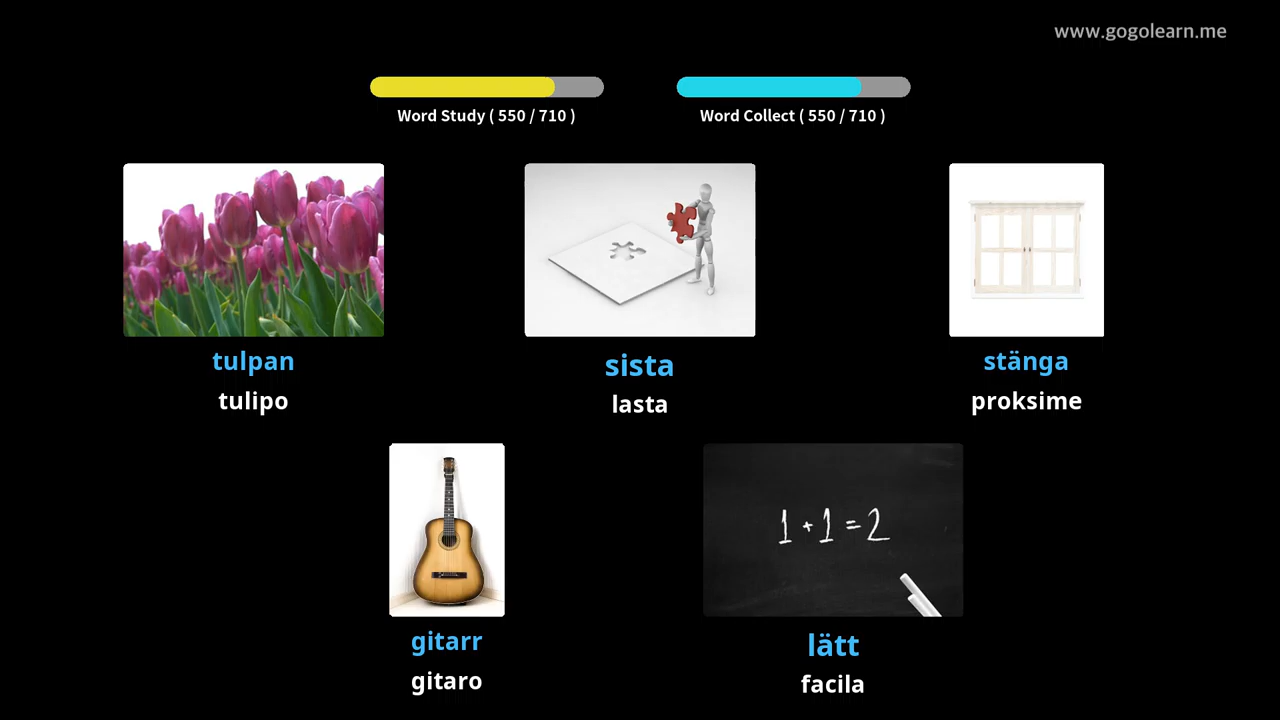 www.gogolearn.me
Word Study ( 550 / 710 )
Word Collect ( 550 / 710 )
tulpan
tulipo
sista
lasta
stänga
proksime
1 + 1 = 2
gitarr
gitaro
lätt
facila